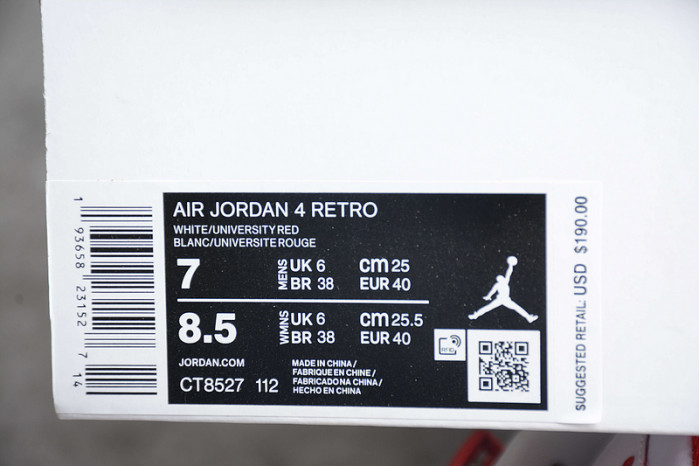 AIR JORDAN 4 RETRO
WHITE/UNIVERSITY RED
BLANC/UNIVERSITE ROUGE
7 MENS UK 6 cm 25
BR 38 EUR 40
8.5 WMNS UK 6 cm 25.5
BR 38 EUR 40
JORDAN.COM
CT8527 112
MADE IN CHINA/
FABRIQUE EN CHINE/
FABRICADO NA CHINA/
HECHO EN CHINA
RFID
SUGGESTED RETAIL: USD $190.00
1 93658 23152 7 14